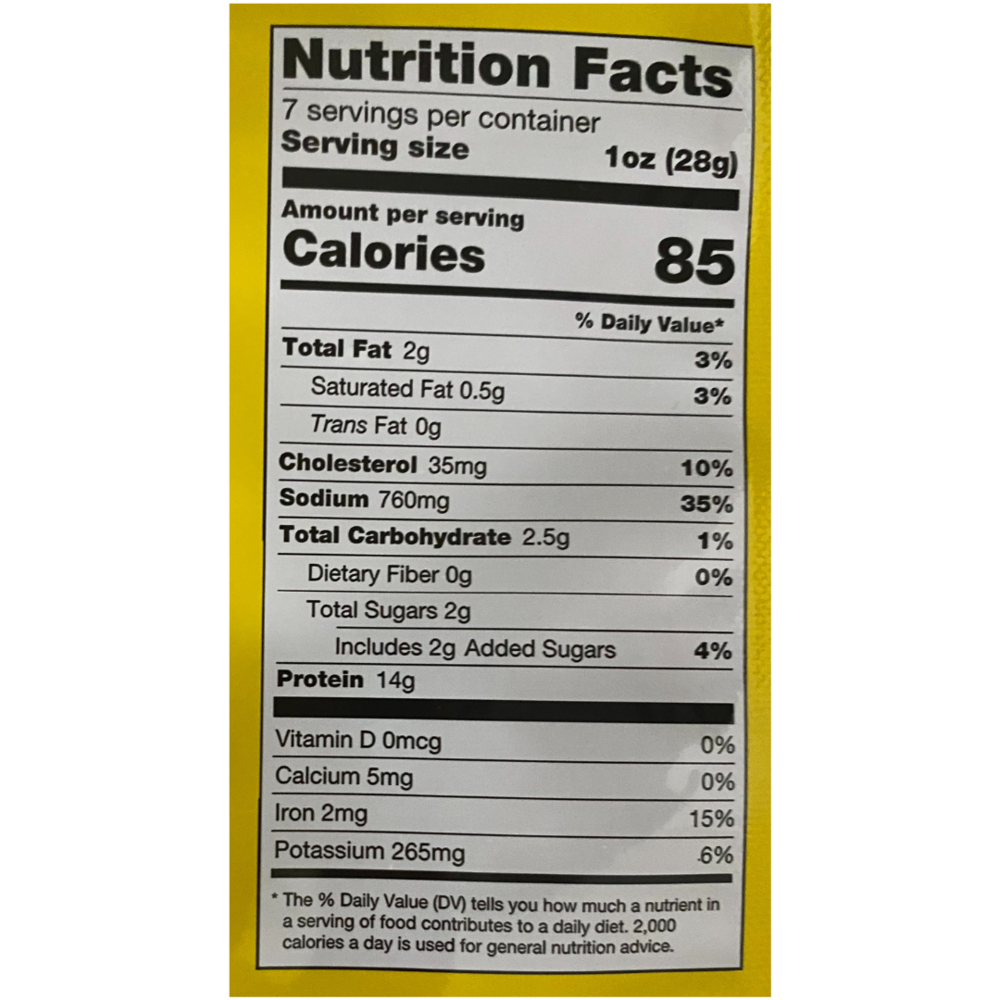 Nutrition Facts
7 servings per container
Serving size 1oz (28g)
Amount per serving
Calories 85
% Daily Value*
Total Fat 2g 3%
Saturated Fat 0.5g 3%
Trans Fat 0g
Cholesterol 35mg 10%
Sodium 760mg 35%
Total Carbohydrate 2.5g 1%
Dietary Fiber 0g 0%
Total Sugars 2g
Includes 2g Added Sugars 4%
Protein 14g
Vitamin D 0mcg 0%
Calcium 5mg 0%
Iron 2mg 15%
Potassium 265mg 6%
* The % Daily Value (DV) tells you how much a nutrient in
a serving of food contributes to a daily diet. 2,000
calories a day is used for general nutrition advice.